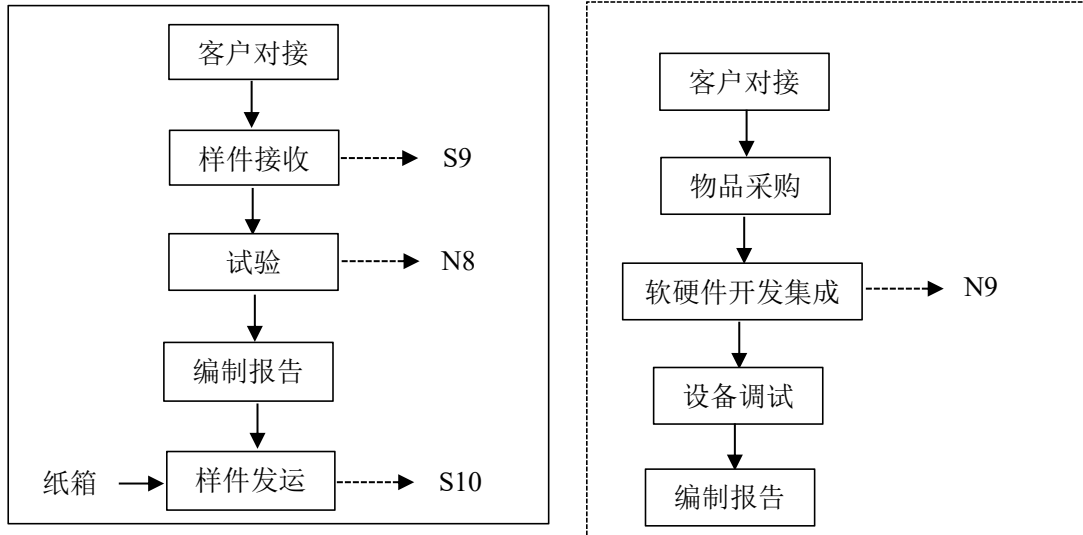 客户对接
样件接收
S9
试验
N8
编制报告
纸箱
样件发运
S10
客户对接
物品采购
软硬件开发集成
N9
设备调试
编制报告